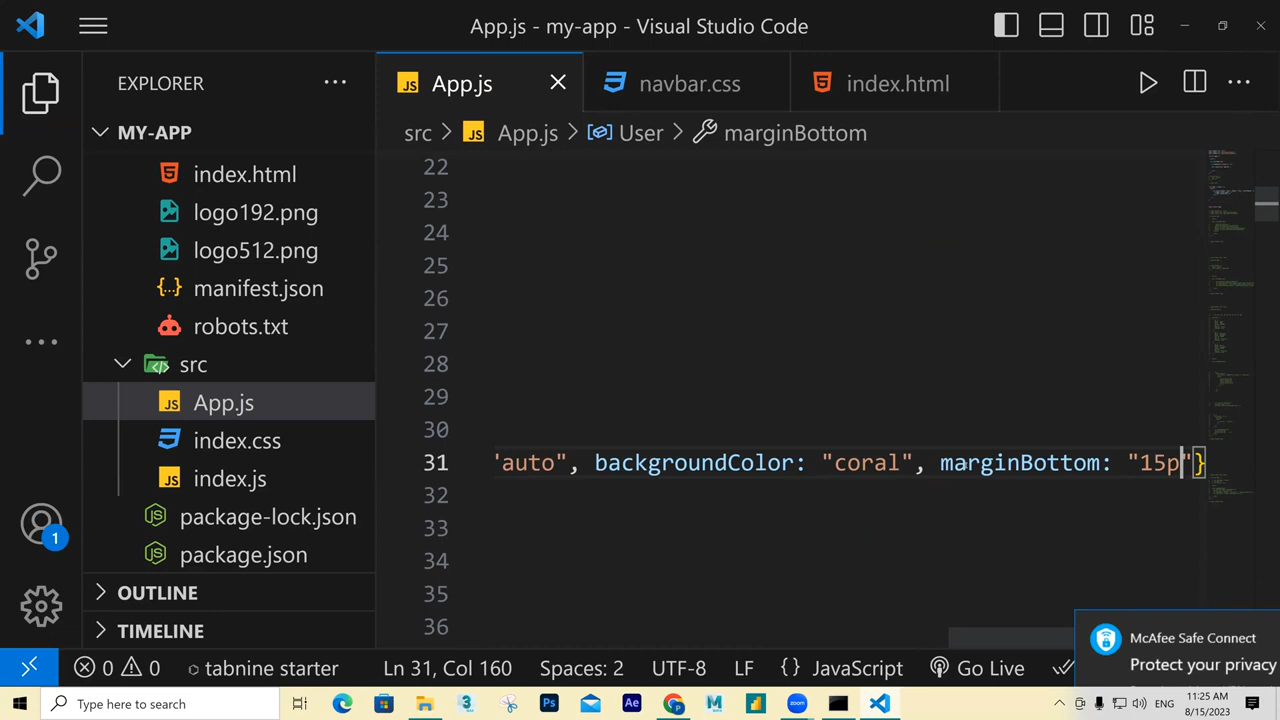 App.js - my-app - Visual Studio Code
EXPLORER
App.js
navbar.css
index.html
MY-APP
src > App.js > User > marginBottom
index.html
logo192.png
logo512.png
manifest.json
robots.txt
src
App.js
index.css
index.js
package-lock.json
package.json
OUTLINE
TIMELINE
1
22
23
24
25
26
27
28
29
30
31 'auto", backgroundColor: "coral", marginBottom: "15p"}
32
33
34
35
36
McAfee Safe Connect
Protect your privacy
0 0 tabnine starter Ln 31, Col 160 Spaces: 2 UTF-8 LF {} JavaScript Go Live
Type here to search
ENG
11:25 AM
8/15/2023